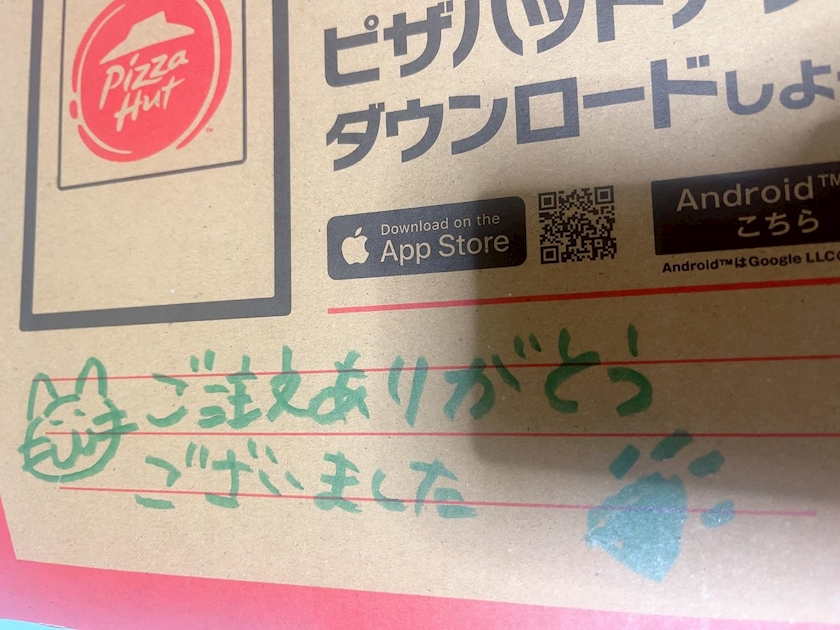 Pizza
Hut
™
ピザハット
ダウンロードしよ
Download on the
App Store
Android™
こちら
Android™はGoogle LLC
ご注文ありがとう
ございました